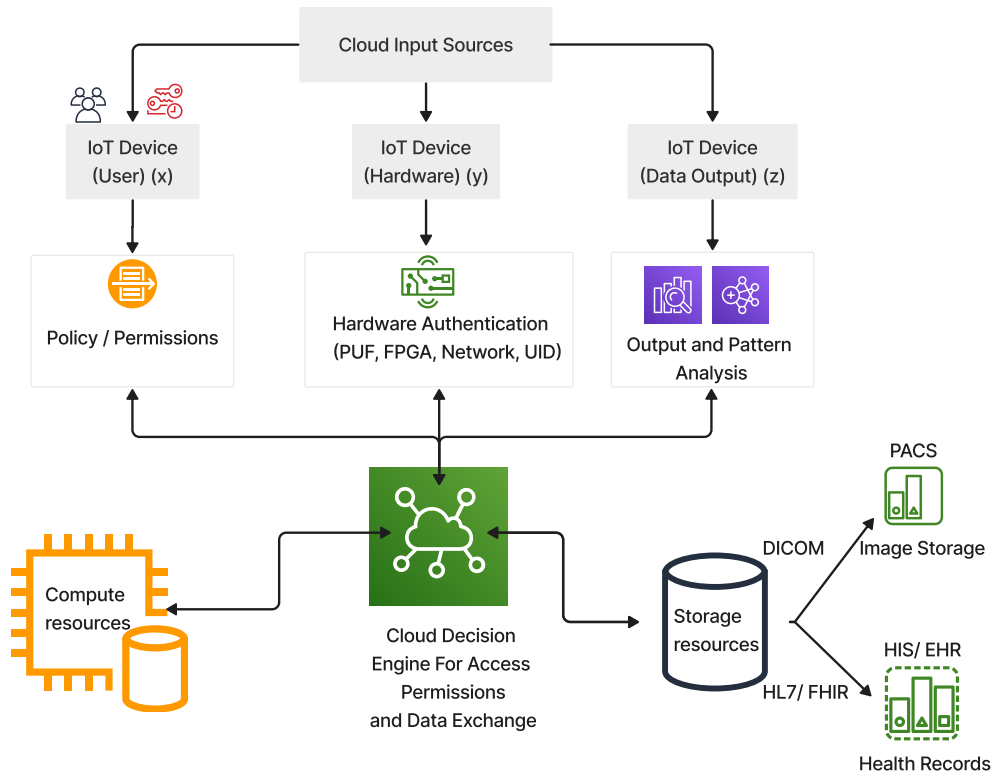 Cloud Input Sources
IoT Device
(User) (x)
IoT Device
(Hardware) (y)
IoT Device
(Data Output) (z)
Policy / Permissions
Hardware Authentication
(PUF, FPGA, Network, UID)
Output and Pattern
Analysis
Compute
resources
Cloud Decision
Engine For Access
Permissions
and Data Exchange
Storage
resources
DICOM
PACS
Image Storage
HL7/ FHIR
HIS/ EHR
Health Records